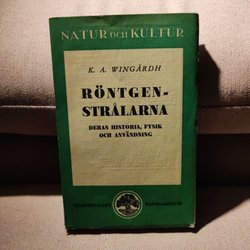 NATUR OCH KULTUR
K. A. WINGÅRDH
RÖNTGEN-
STRÅLARNA
DERAS HISTORIA, FYSIK
OCH ANVÄNDNING